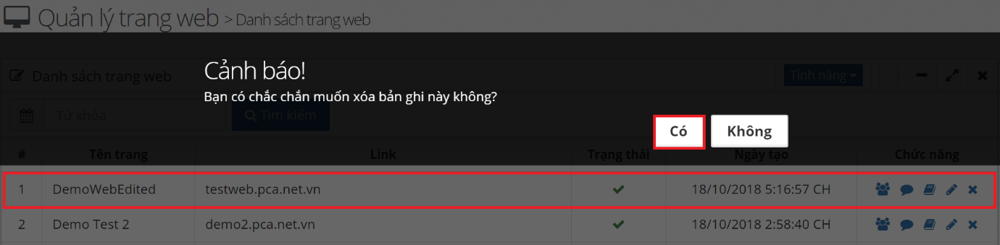 Quản lý trang web > Danh sách trang web
Cảnh báo!
Danh sách trang web Tính năng
Bạn có chắc chắn muốn xóa bản ghi này không?
Từ khóa Tìm kiếm
Có Không
# Tên trang Link Trạng thái Ngày tạo Chức năng
1 DemoWebEdited testweb.pca.net.vn 18/10/2018 5:16:57 CH
2 Demo Test 2 demo2.pca.net.vn 18/10/2018 2:58:40 CH